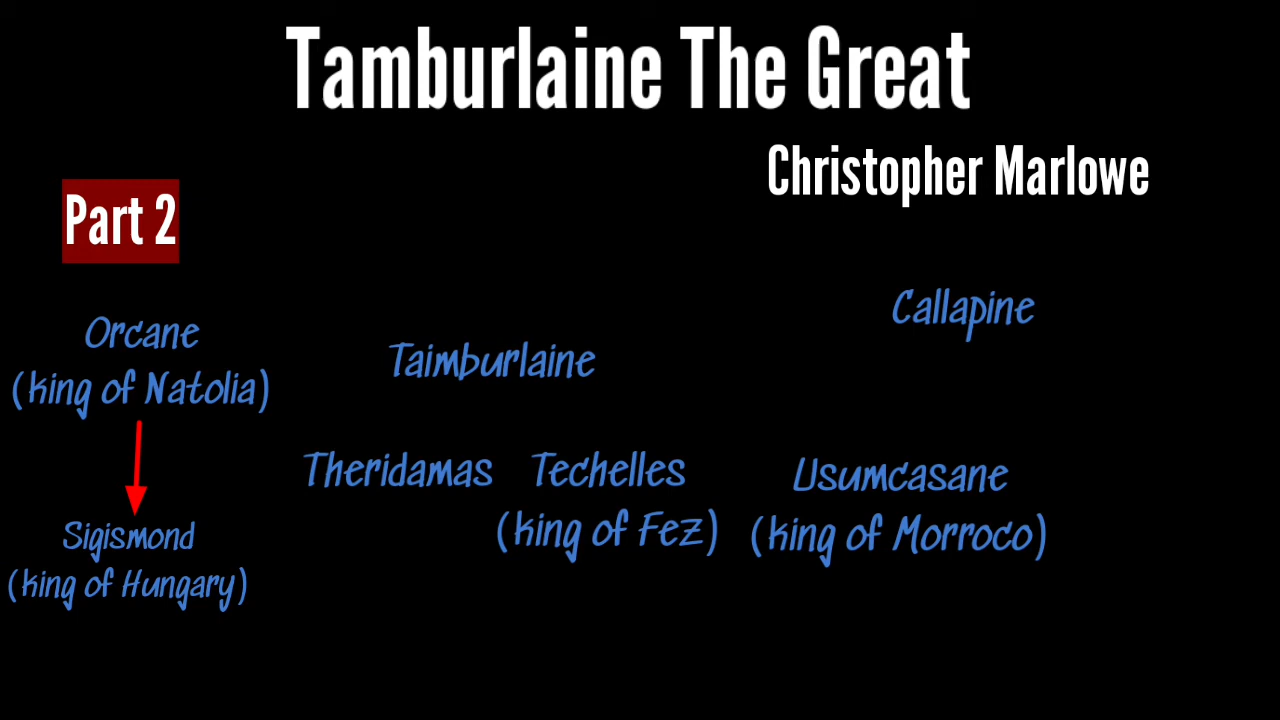 Tamburlaine The Great
Christopher Marlowe
Part 2
Orcane
(king of Natolia)
Sigismond
(king of Hungary)
Taimburlaine
Theridamas
Techelles
(king of Fez)
Usumcasane
(king of Morroco)
Callapine